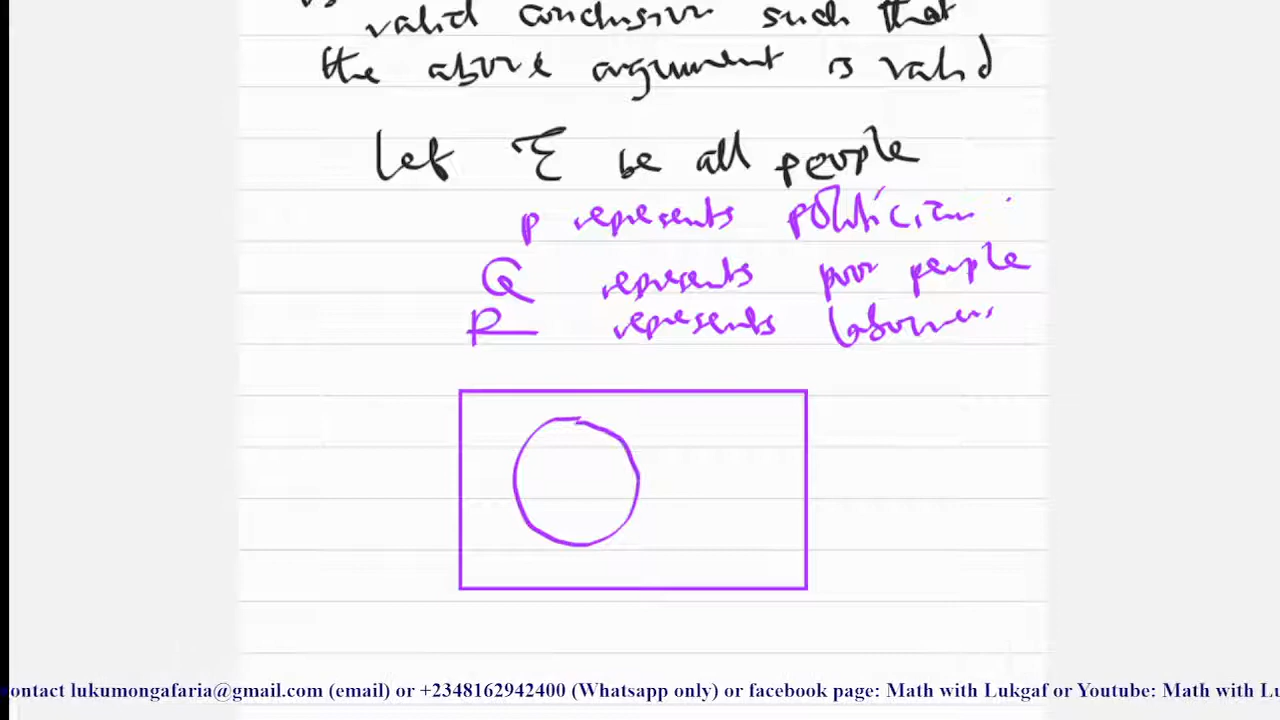 valid conclusion such that
the above argument is valid
Let Ɛ be all people
p represents politician
Q represents poor people
R represents labourers
contact lukumongafaria@gmail.com (email) or +2348162942400 (Whatsapp only) or facebook page: Math with Lukgaf or Youtube: Math with Lu